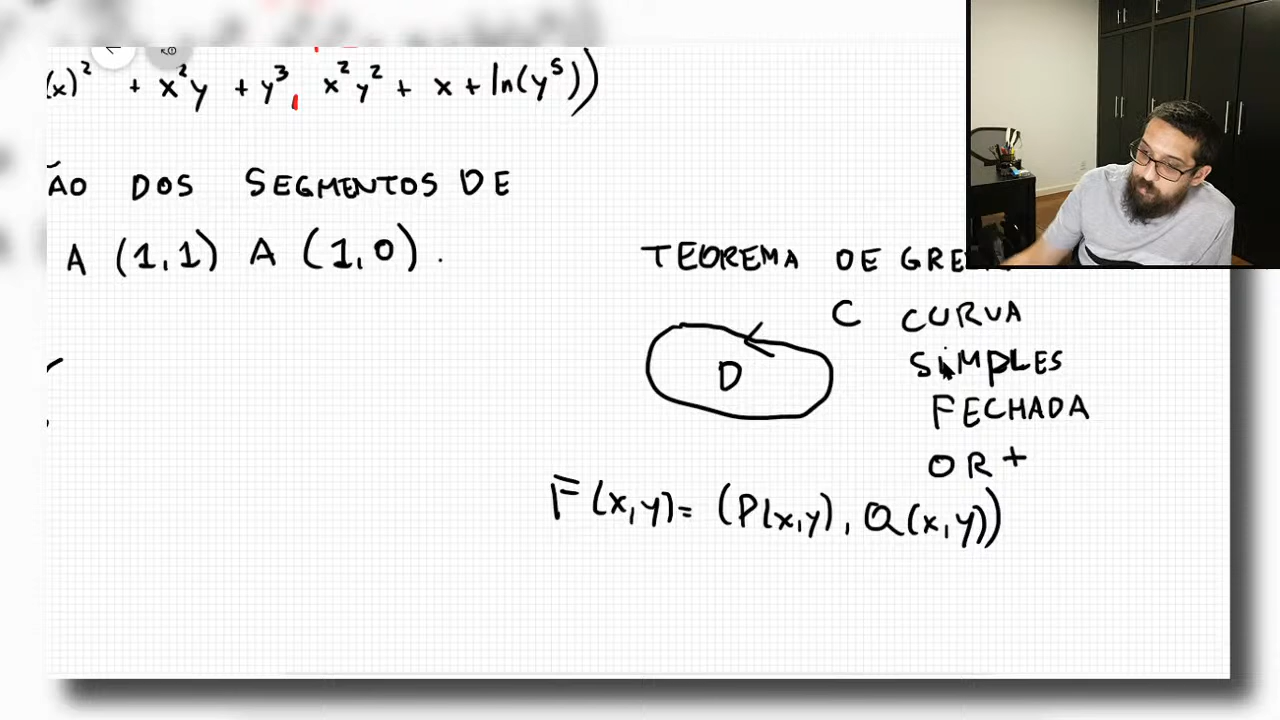 (x)² + x²y + y³, x²y² + x + ln(y⁵))
ÃO DOS SEGMENTOS DE
A (1,1) A (1,0).
TEOREMA DE
C CURVA
SIMPLES
D
FECHADA
OR +
F(x,y) = (P(x,y), Q(x,y))